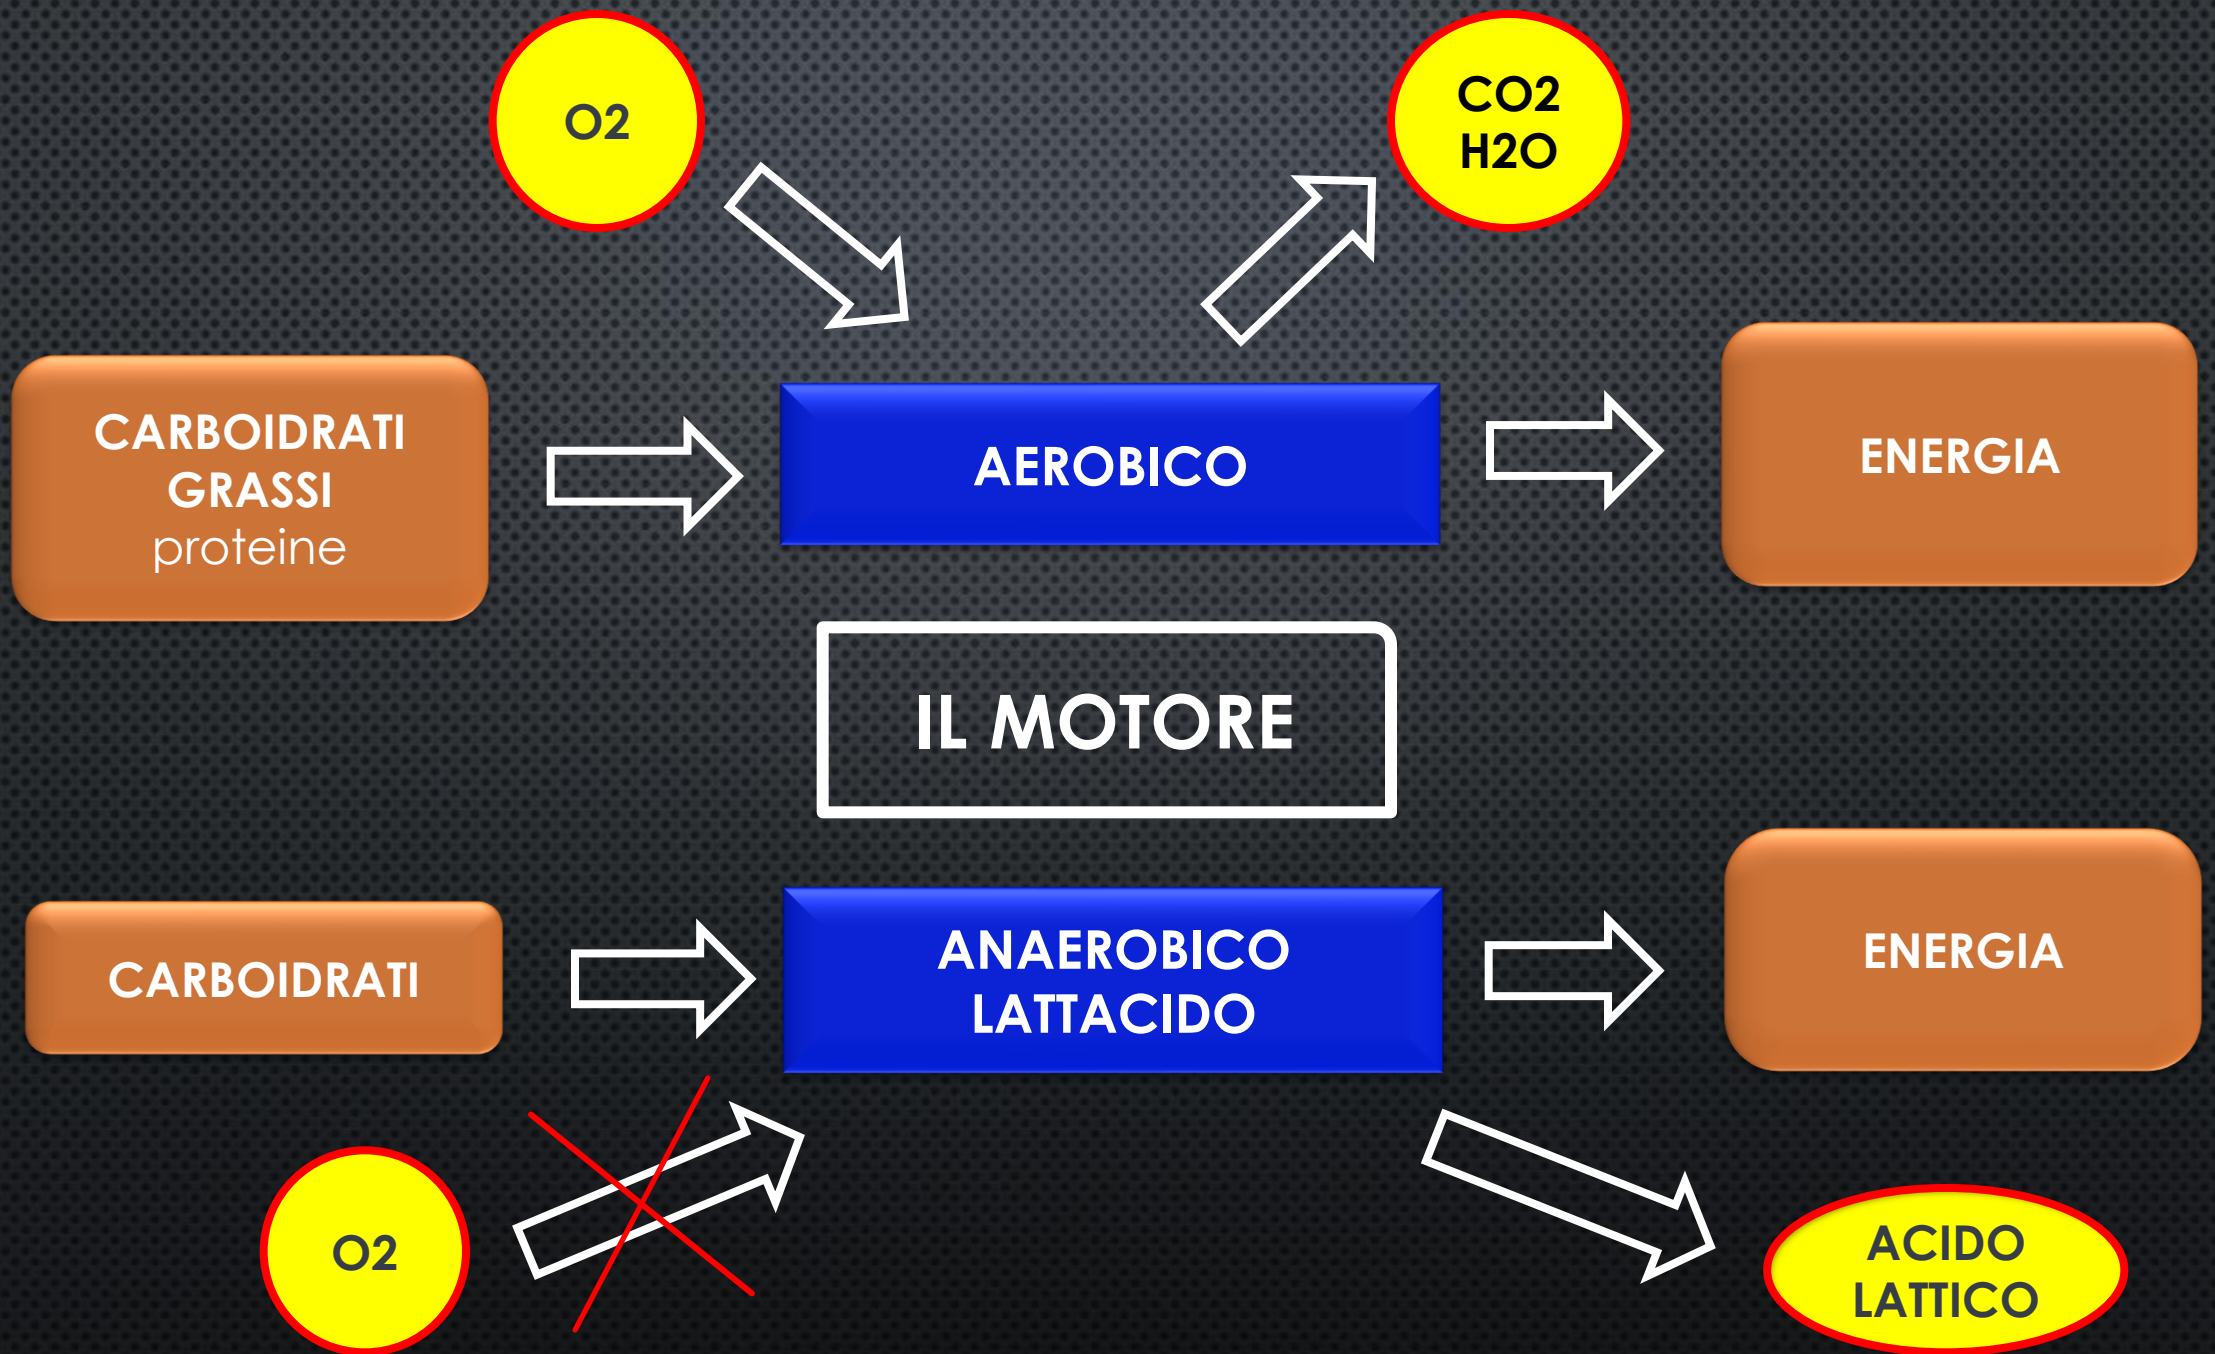 O2
CO2
H2O
CARBOIDRATI
GRASSI
proteine
AEROBICO
ENERGIA
IL MOTORE
CARBOIDRATI
ANAEROBICO
LATTACIDO
ENERGIA
O2
ACIDO
LATTICO